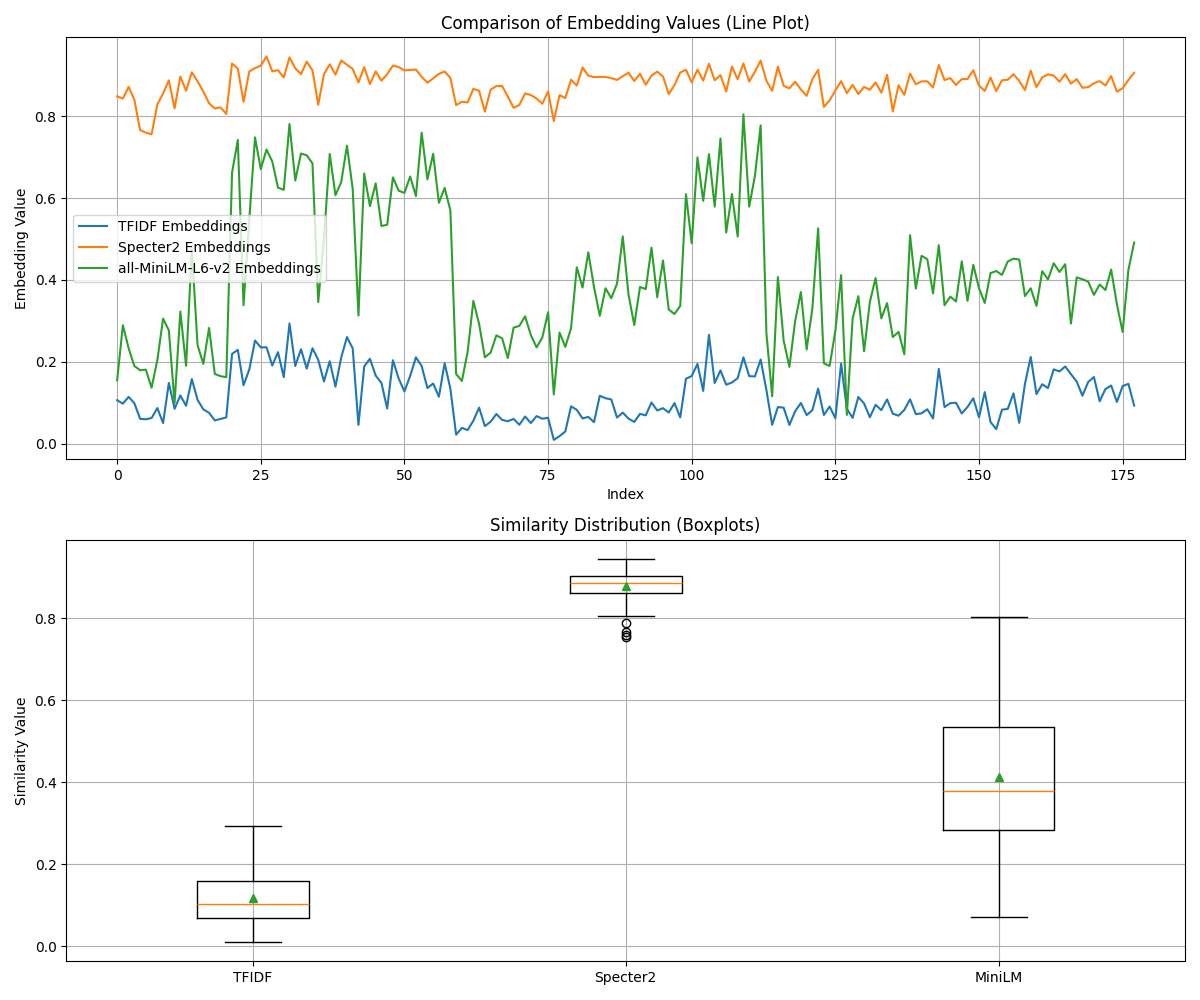 Comparison of Embedding Values (Line Plot)
Embedding Value
0.8
0.6
0.4
0.2
0.0
TFIDF Embeddings
Specter2 Embeddings
all-MiniLM-L6-v2 Embeddings
0 25 50 75 100 125 150 175
Index
Similarity Distribution (Boxplots)
Similarity Value
0.8
0.6
0.4
0.2
0.0
TFIDF Specter2 MiniLM